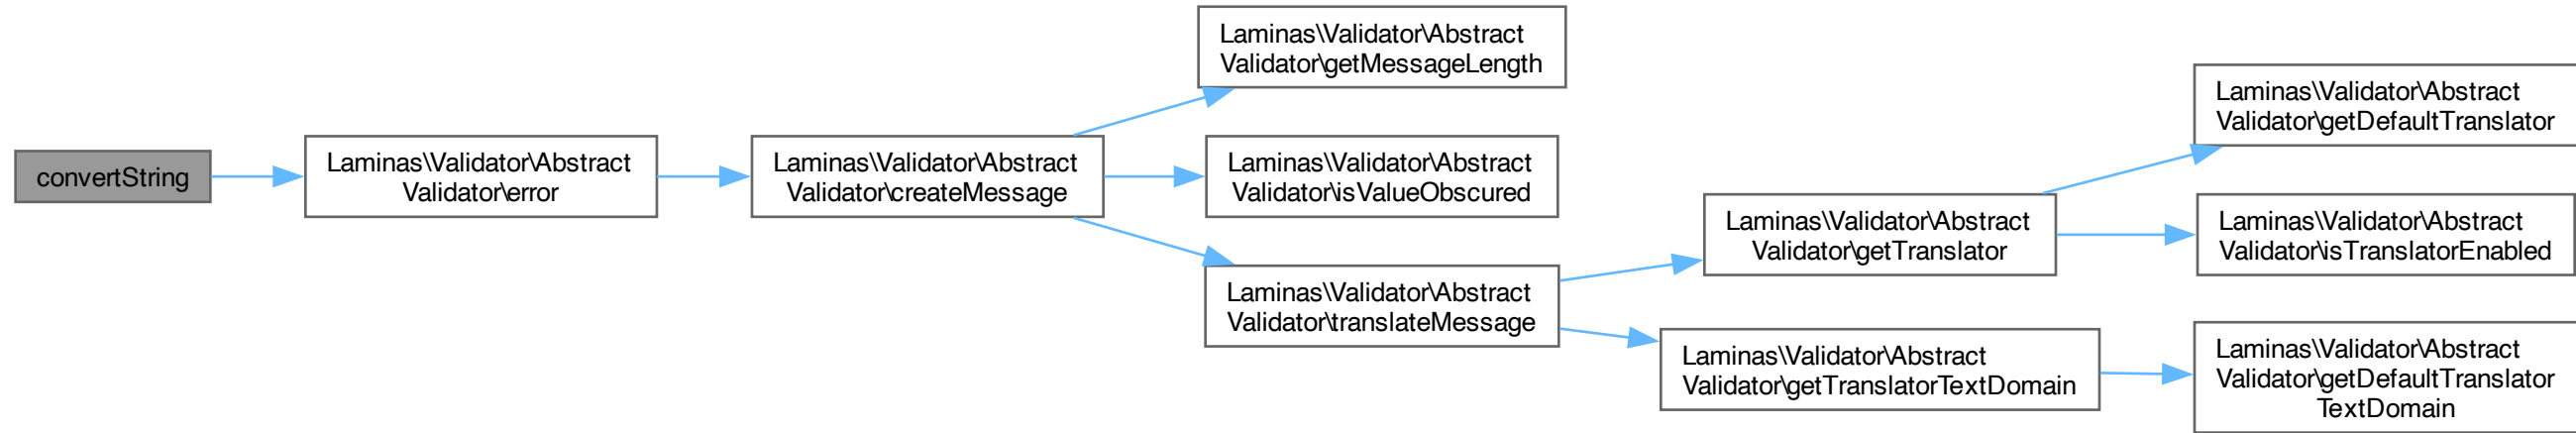 convertString
Laminas\Validator\Abstract
Validator\error
Laminas\Validator\Abstract
Validator\createMessage
Laminas\Validator\Abstract
Validator\getMessageLength
Laminas\Validator\Abstract
Validator\isValueObscured
Laminas\Validator\Abstract
Validator\translateMessage
Laminas\Validator\Abstract
Validator\getTranslator
Laminas\Validator\Abstract
Validator\getTranslatorTextDomain
Laminas\Validator\Abstract
Validator\getDefaultTranslator
Laminas\Validator\Abstract
Validator\isTranslatorEnabled
Laminas\Validator\Abstract
Validator\getDefaultTranslator
TextDomain